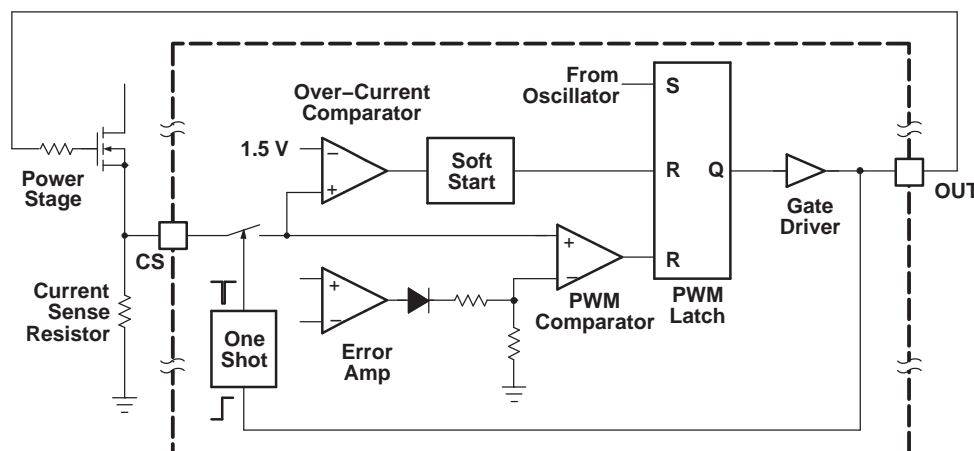 From
Oscillator
S
Over−Current
Comparator
1.5 V
−
+
Soft
Start
R
Q
OUT
Gate
Driver
Power
Stage
CS
+
−
R
PWM
Comparator
PWM
Latch
Current
Sense
Resistor
One
Shot
+
−
Error
Amp